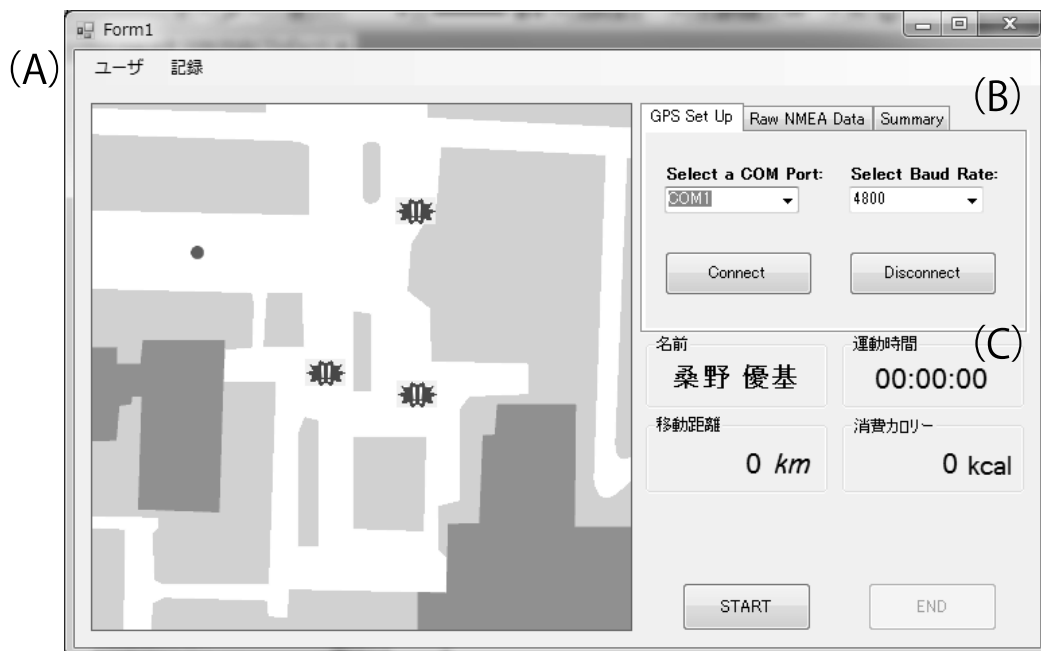 Form1
(A)
ユーザ 記録
(B)
GPS Set Up Raw NMEA Data Summary
Select a COM Port: Select Baud Rate:
COM1 4800
Connect Disconnect
(C)
名前 運動時間
桑野 優基 00:00:00
移動距離 消費カロリー
0 km 0 kcal
START END